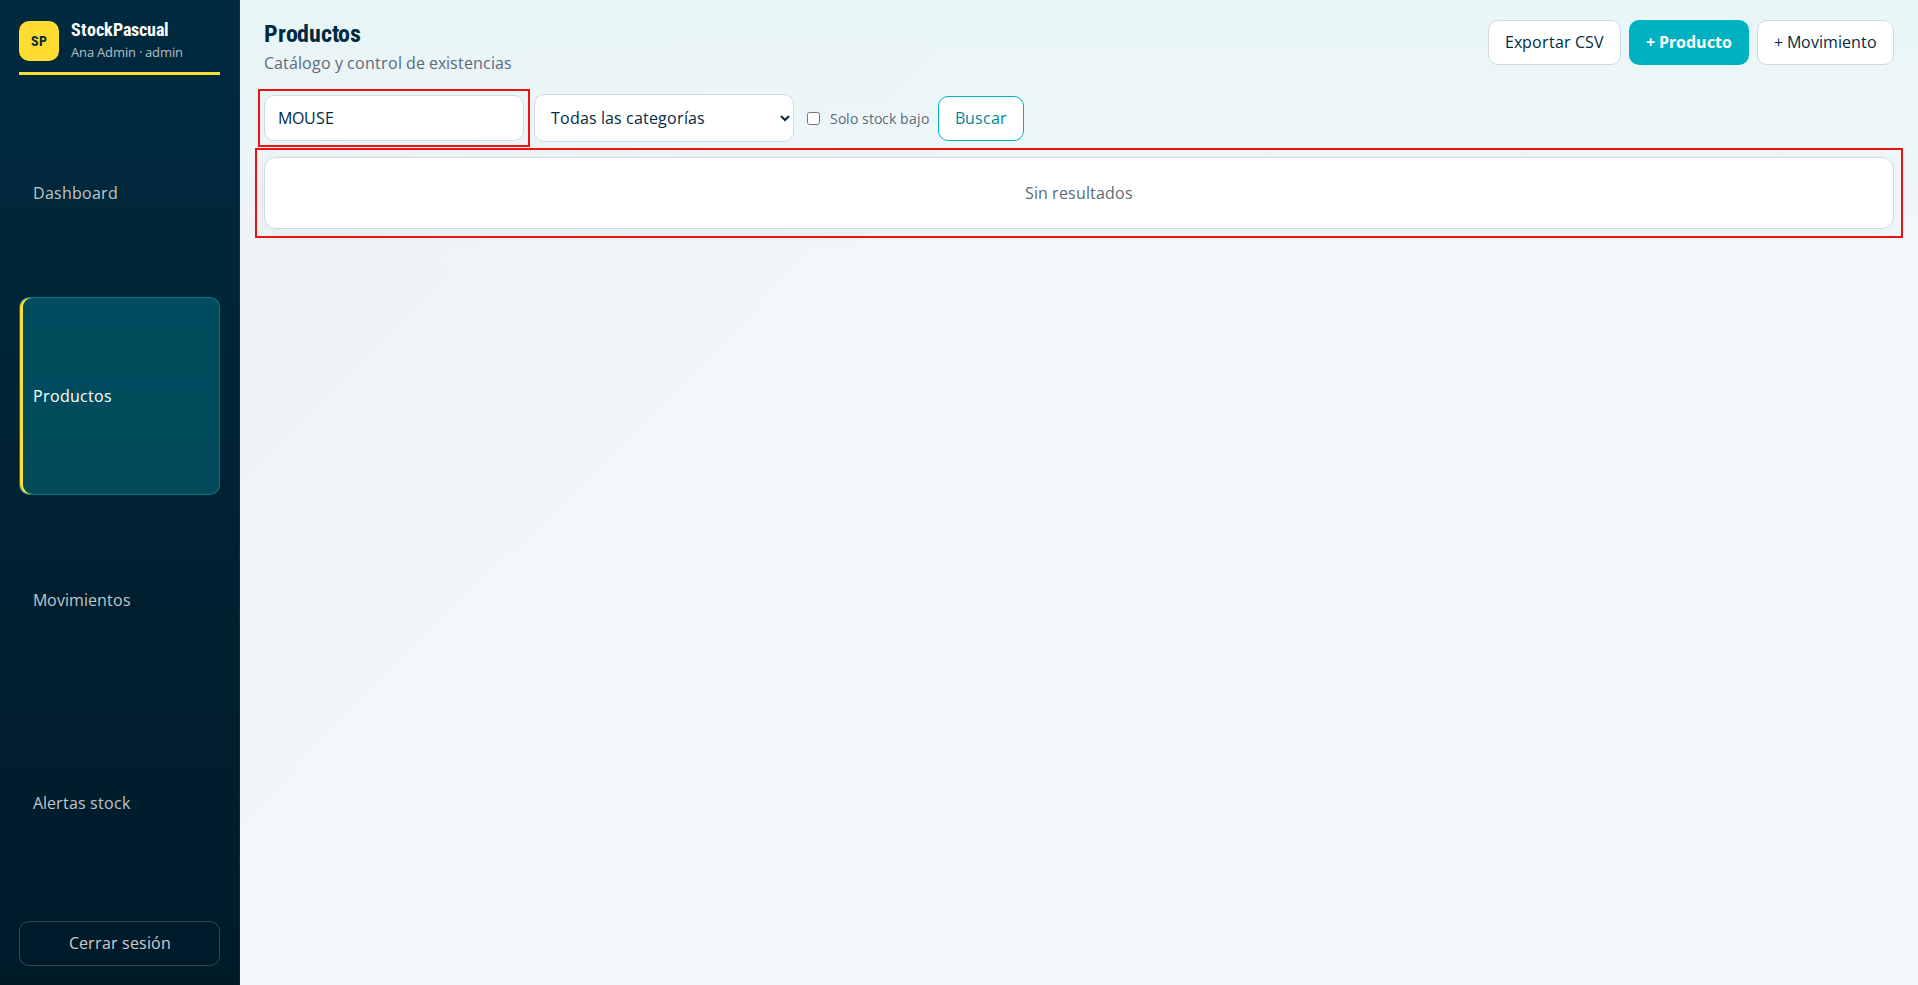 SP
StockPascual
Ana Admin · admin
Dashboard
Productos
Movimientos
Alertas stock
Cerrar sesión
Productos
Catálogo y control de existencias
Exportar CSV
+ Producto
+ Movimiento
MOUSE
Todas las categorías
Solo stock bajo
Buscar
Sin resultados